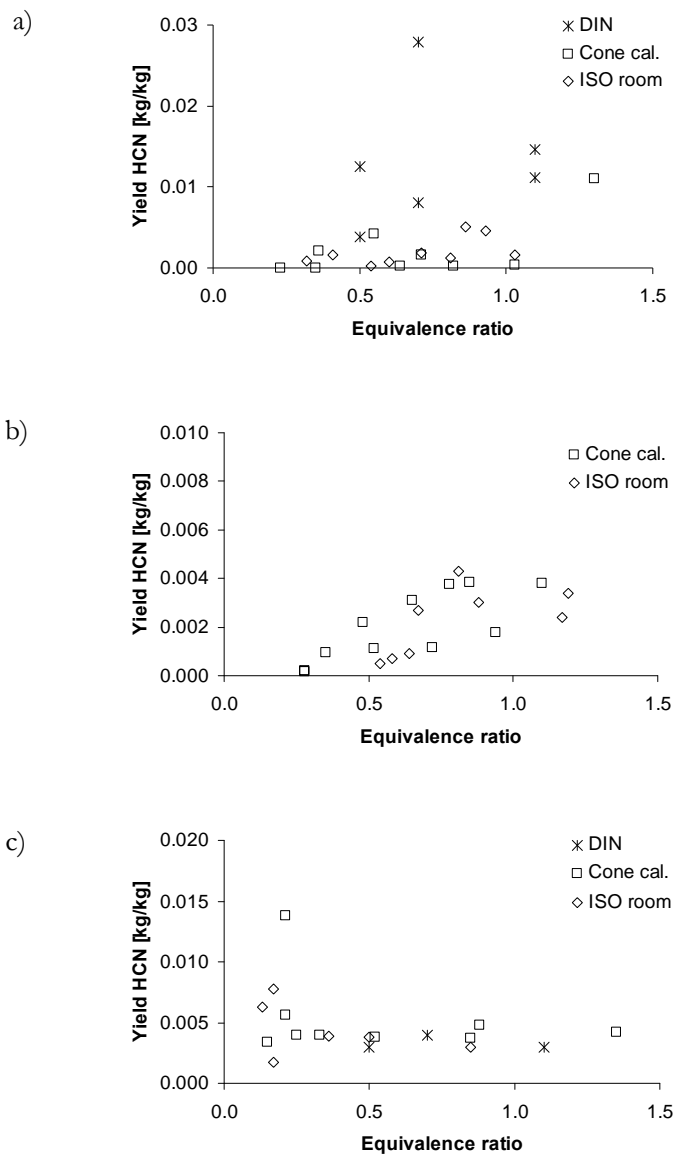 a)
Yield HCN [kg/kg]
0.03
0.02
0.01
0.00
0.0 0.5 1.0 1.5
Equivalence ratio
DIN
Cone cal.
ISO room
b)
Yield HCN [kg/kg]
0.010
0.008
0.006
0.004
0.002
0.000
0.0 0.5 1.0 1.5
Equivalence ratio
Cone cal.
ISO room
c)
Yield HCN [kg/kg]
0.020
0.015
0.010
0.005
0.000
0.0 0.5 1.0 1.5
Equivalence ratio
DIN
Cone cal.
ISO room